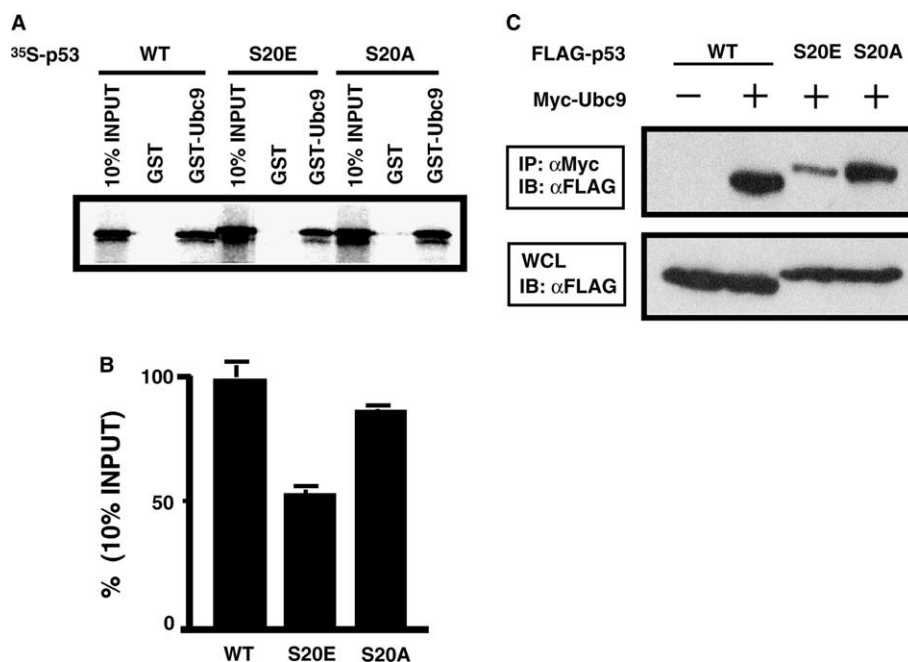 A
³⁵S-p53 WT S20E S20A
10% INPUT GST GST-Ubc9 10% INPUT GST GST-Ubc9 10% INPUT GST GST-Ubc9
B
% (10% INPUT)
100
50
0
WT S20E S20A
C
FLAG-p53 WT S20E S20A
Myc-Ubc9 − + + +
IP: αMyc
IB: αFLAG
WCL
IB: αFLAG